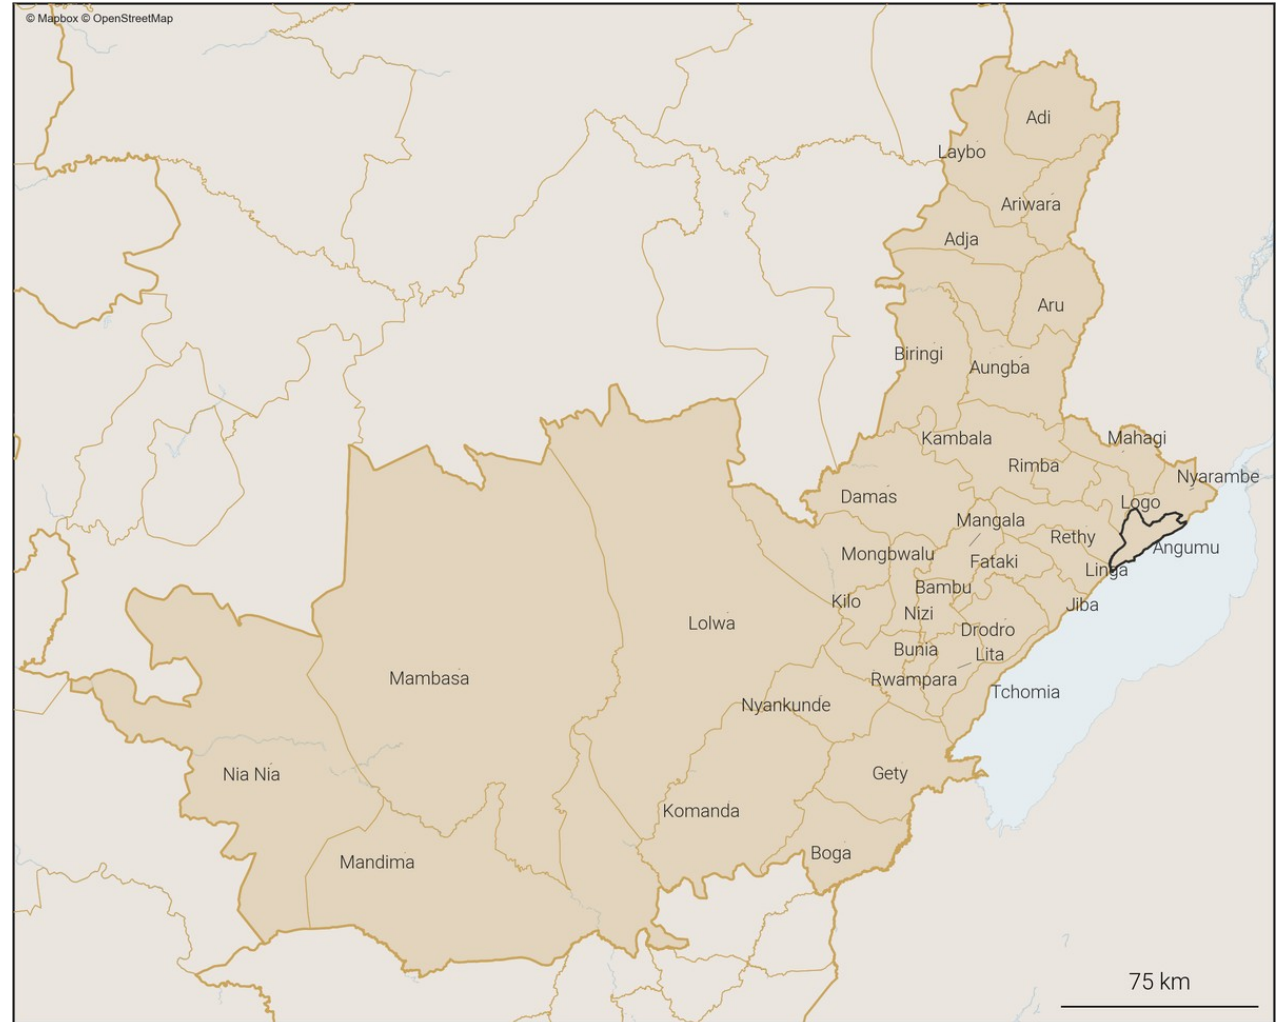 © Mapbox © OpenStreetMap
Adi
Laybo
Ariwara
Adja
Aru
Biringi
Aungba
Kambala
Mahagi
Rimba
Nyarambe
Damas
Logo
Mangala
Rethy
Angumu
Mongbwalu
Fataki
Linga
Bambu
Kilo
Jiba
Nizi
Lolwa
Drodro
Bunia
Lita
Mambasa
Rwampara
Tchomia
Nyankunde
Nia Nia
Gety
Komanda
Boga
Mandima
75 km